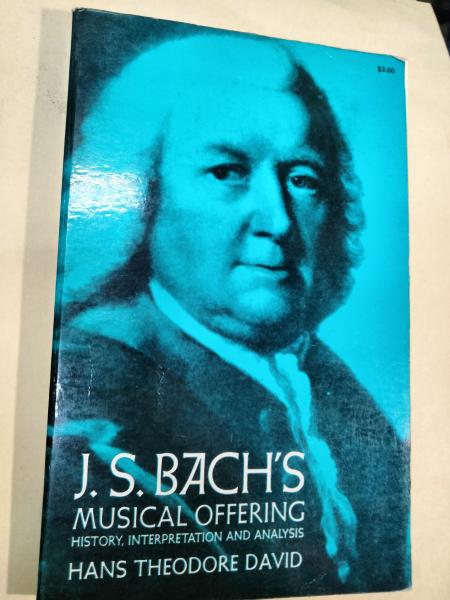 $3.00
J. S. BACH'S
MUSICAL OFFERING
HISTORY, INTERPRETATION AND ANALYSIS
HANS THEODORE DAVID